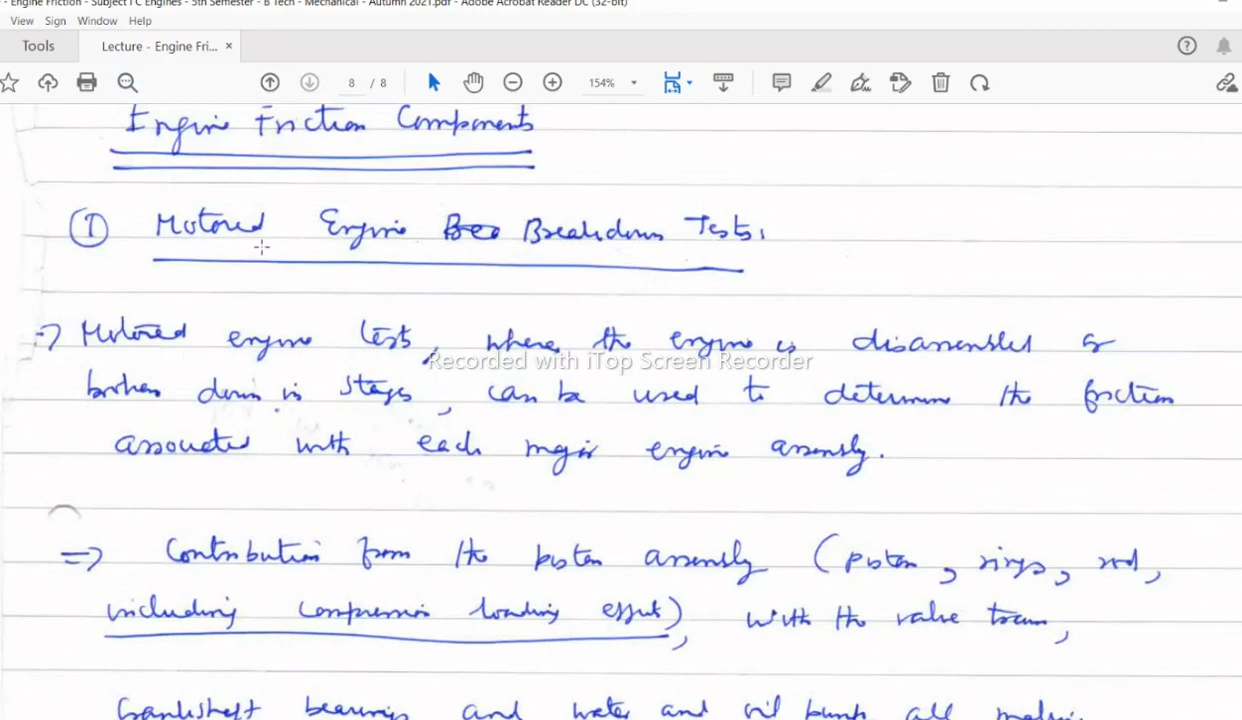 - Engine Friction - Subject I C Engines - 5th Semester - B Tech - Mechanical - Autumn 2021.pdf - Adobe Acrobat Reader DC (32-bit)
View Sign Window Help
Tools Lecture - Engine Fri... ×
8 / 8 154%
Engine Friction Components
① Motored Engine Breakdown Tests.
⇒ Motored engine test, where the engine is disassembled or
Recorded with iTop Screen Recorder
broken down in stages, can be used to determine the friction
associated with each major engine assembly.
⇒ Contribution from the piston assembly (piston, rings, rod,
including compression loading effect), with the valve train,
Crankshaft bearings and water and oil pump all